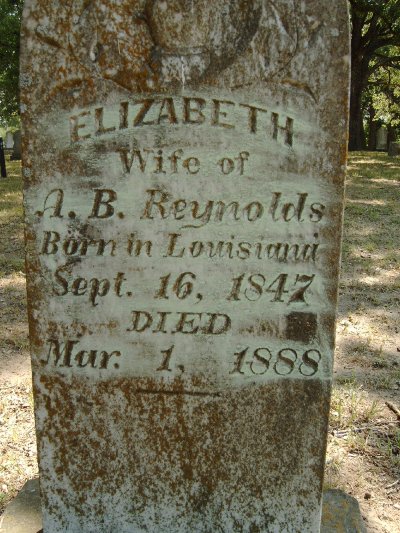 ELIZABETH
Wife of
A. B. Reynolds
Born in Louisiana
Sept. 16, 1847
DIED
Mar. 1, 1888